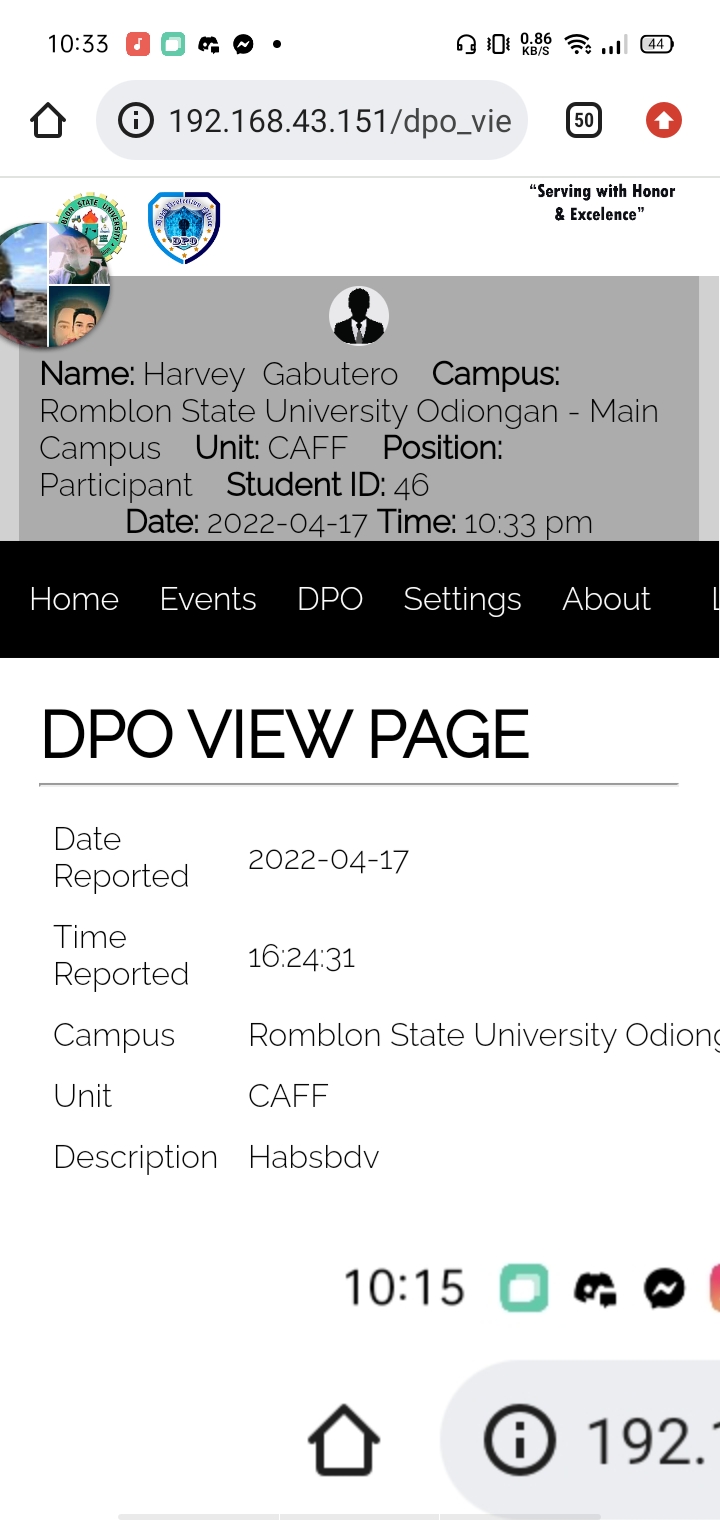 10:33
0.86
KB/S
44
192.168.43.151/dpo_vie
50
"Serving with Honor
& Excelence"
DPO
Name: Harvey Gabutero Campus:
Romblon State University Odiongan - Main
Campus Unit: CAFF Position:
Participant Student ID: 46
Date: 2022-04-17 Time: 10:33 pm
Home Events DPO Settings About L
DPO VIEW PAGE
Date
Reported
2022-04-17
Time
Reported
16:24:31
Campus Romblon State University Odiong
Unit CAFF
Description Habsbdv
10:15
192.1